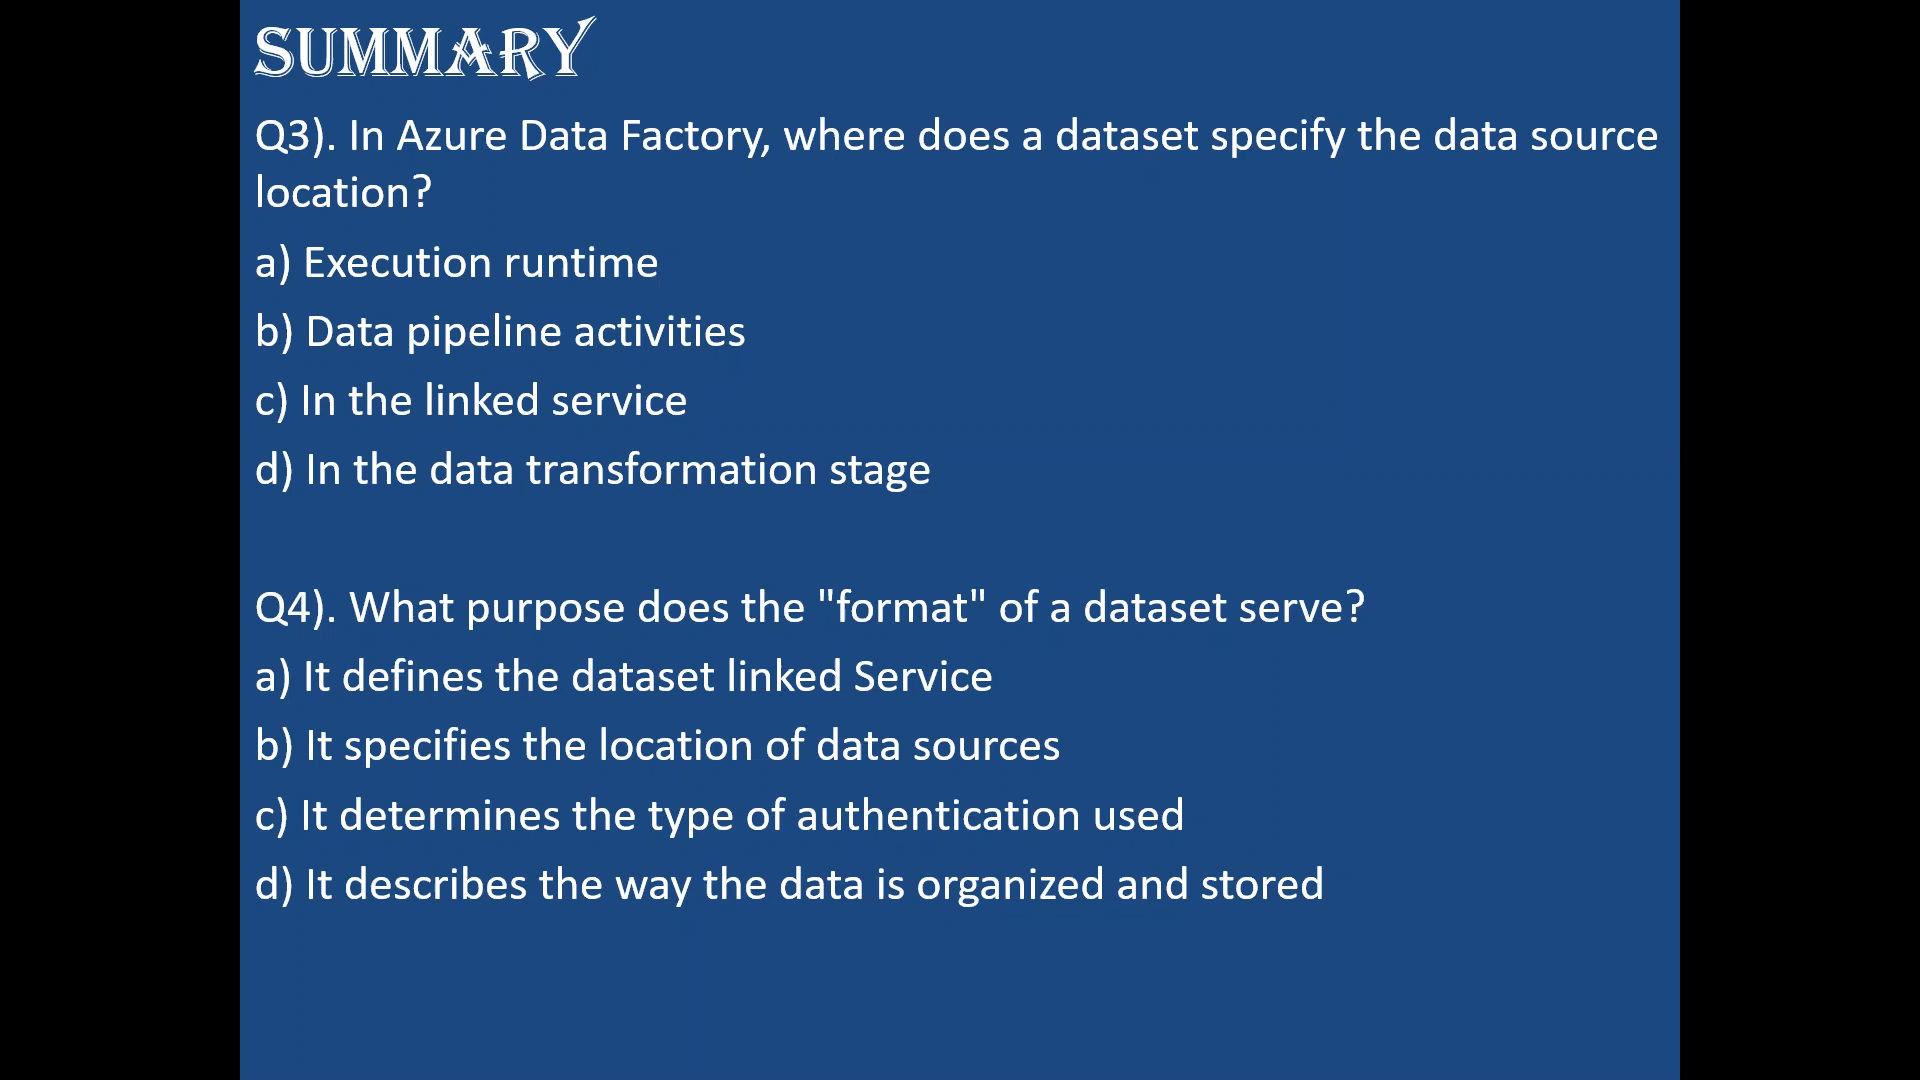 SUMMARY
Q3). In Azure Data Factory, where does a dataset specify the data source
location?
a) Execution runtime
b) Data pipeline activities
c) In the linked service
d) In the data transformation stage
Q4). What purpose does the "format" of a dataset serve?
a) It defines the dataset linked Service
b) It specifies the location of data sources
c) It determines the type of authentication used
d) It describes the way the data is organized and stored